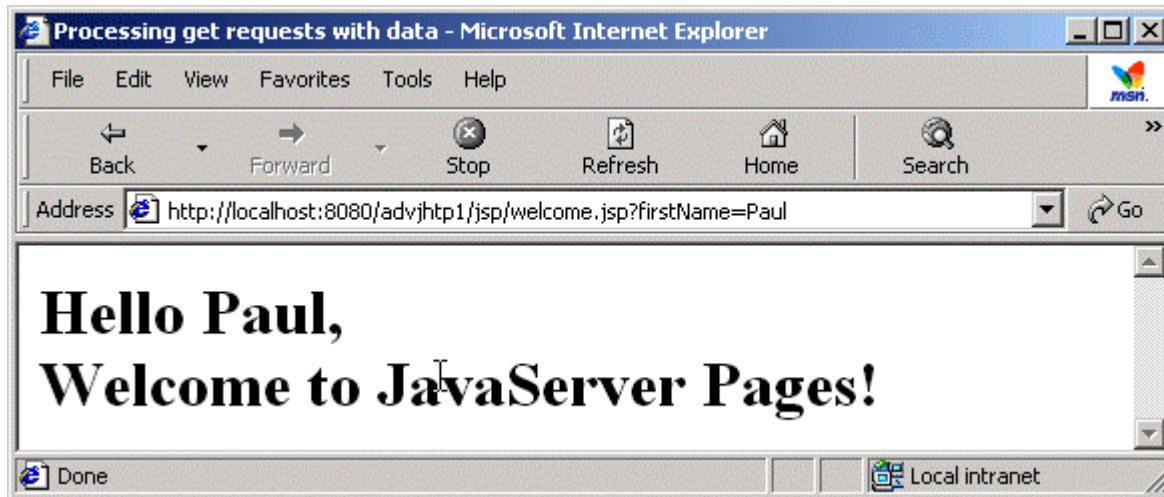 Processing get requests with data - Microsoft Internet Explorer
File Edit View Favorites Tools Help
msn.
Back Forward Stop Refresh Home Search »
Address http://localhost:8080/advjhtp1/jsp/welcome.jsp?firstName=Paul Go
Hello Paul,
Welcome to JavaServer Pages!
Done Local intranet